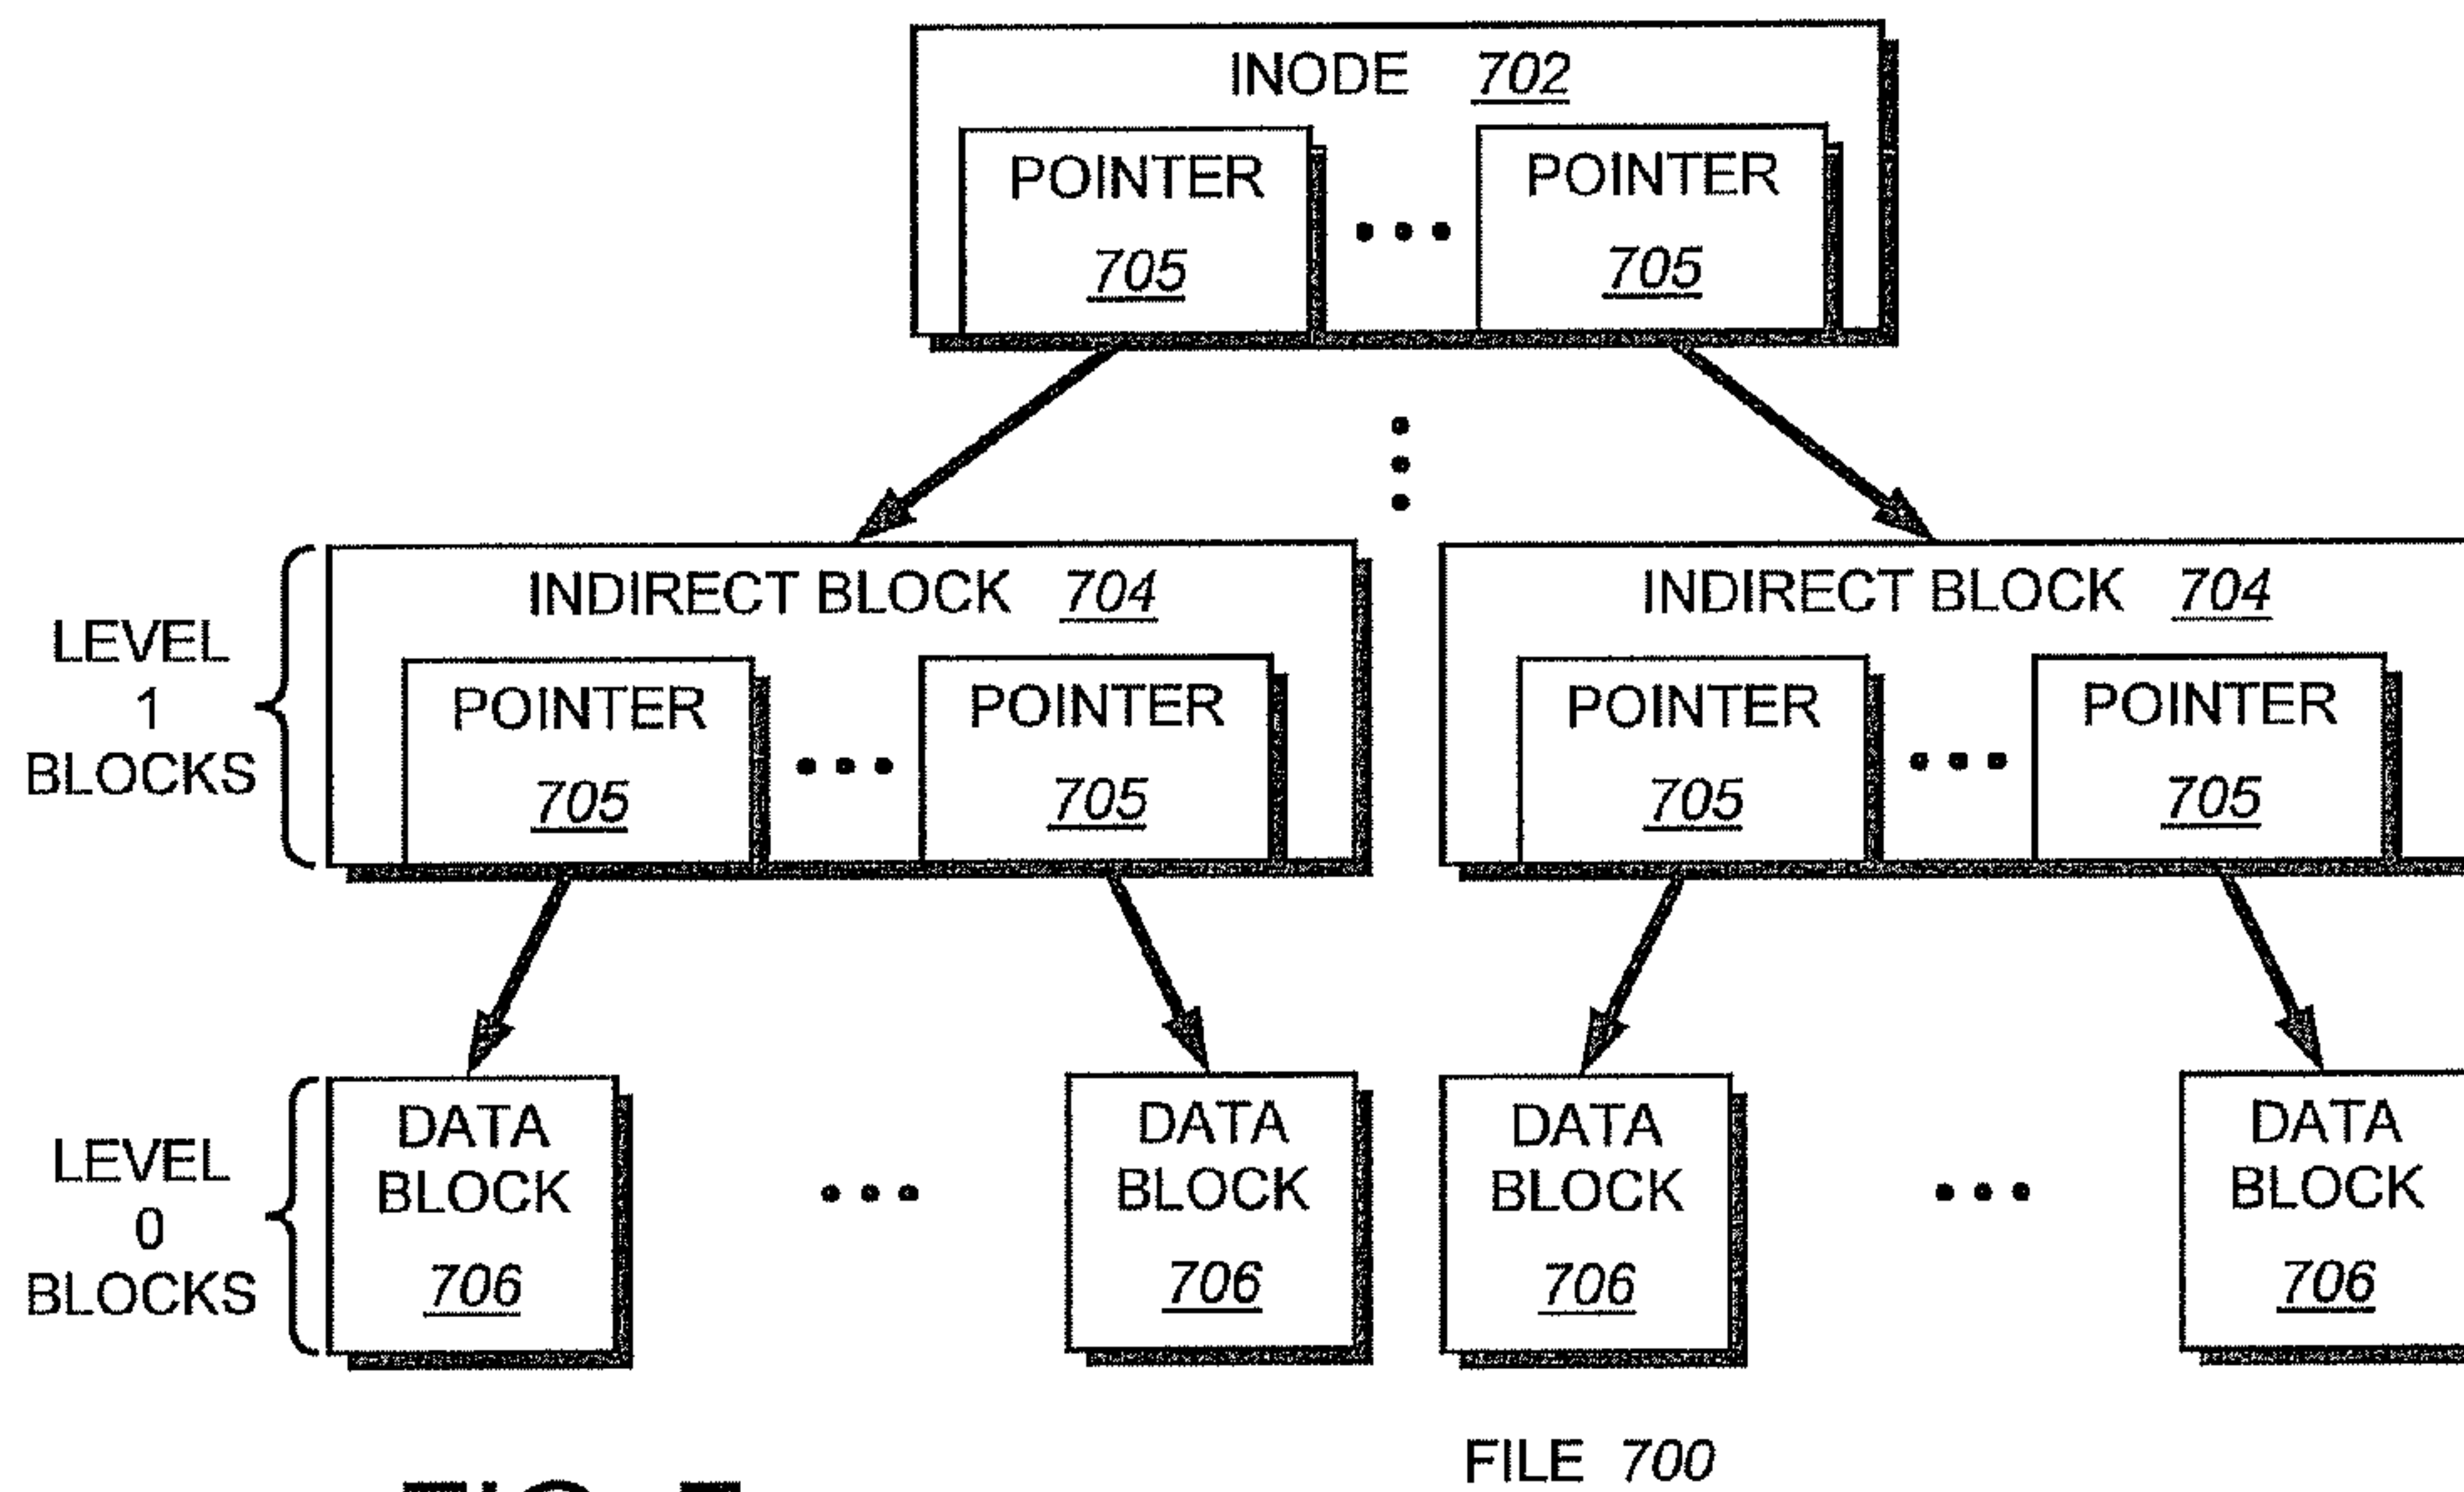 INODE 702
POINTER POINTER
705 ••• 705
INDIRECT BLOCK 704 INDIRECT BLOCK 704
LEVEL
1
BLOCKS
POINTER POINTER POINTER POINTER
705 ••• 705 705 ••• 705
LEVEL
0
BLOCKS
DATA DATA DATA DATA
BLOCK ••• BLOCK BLOCK ••• BLOCK
706 706 706 706
FILE 700